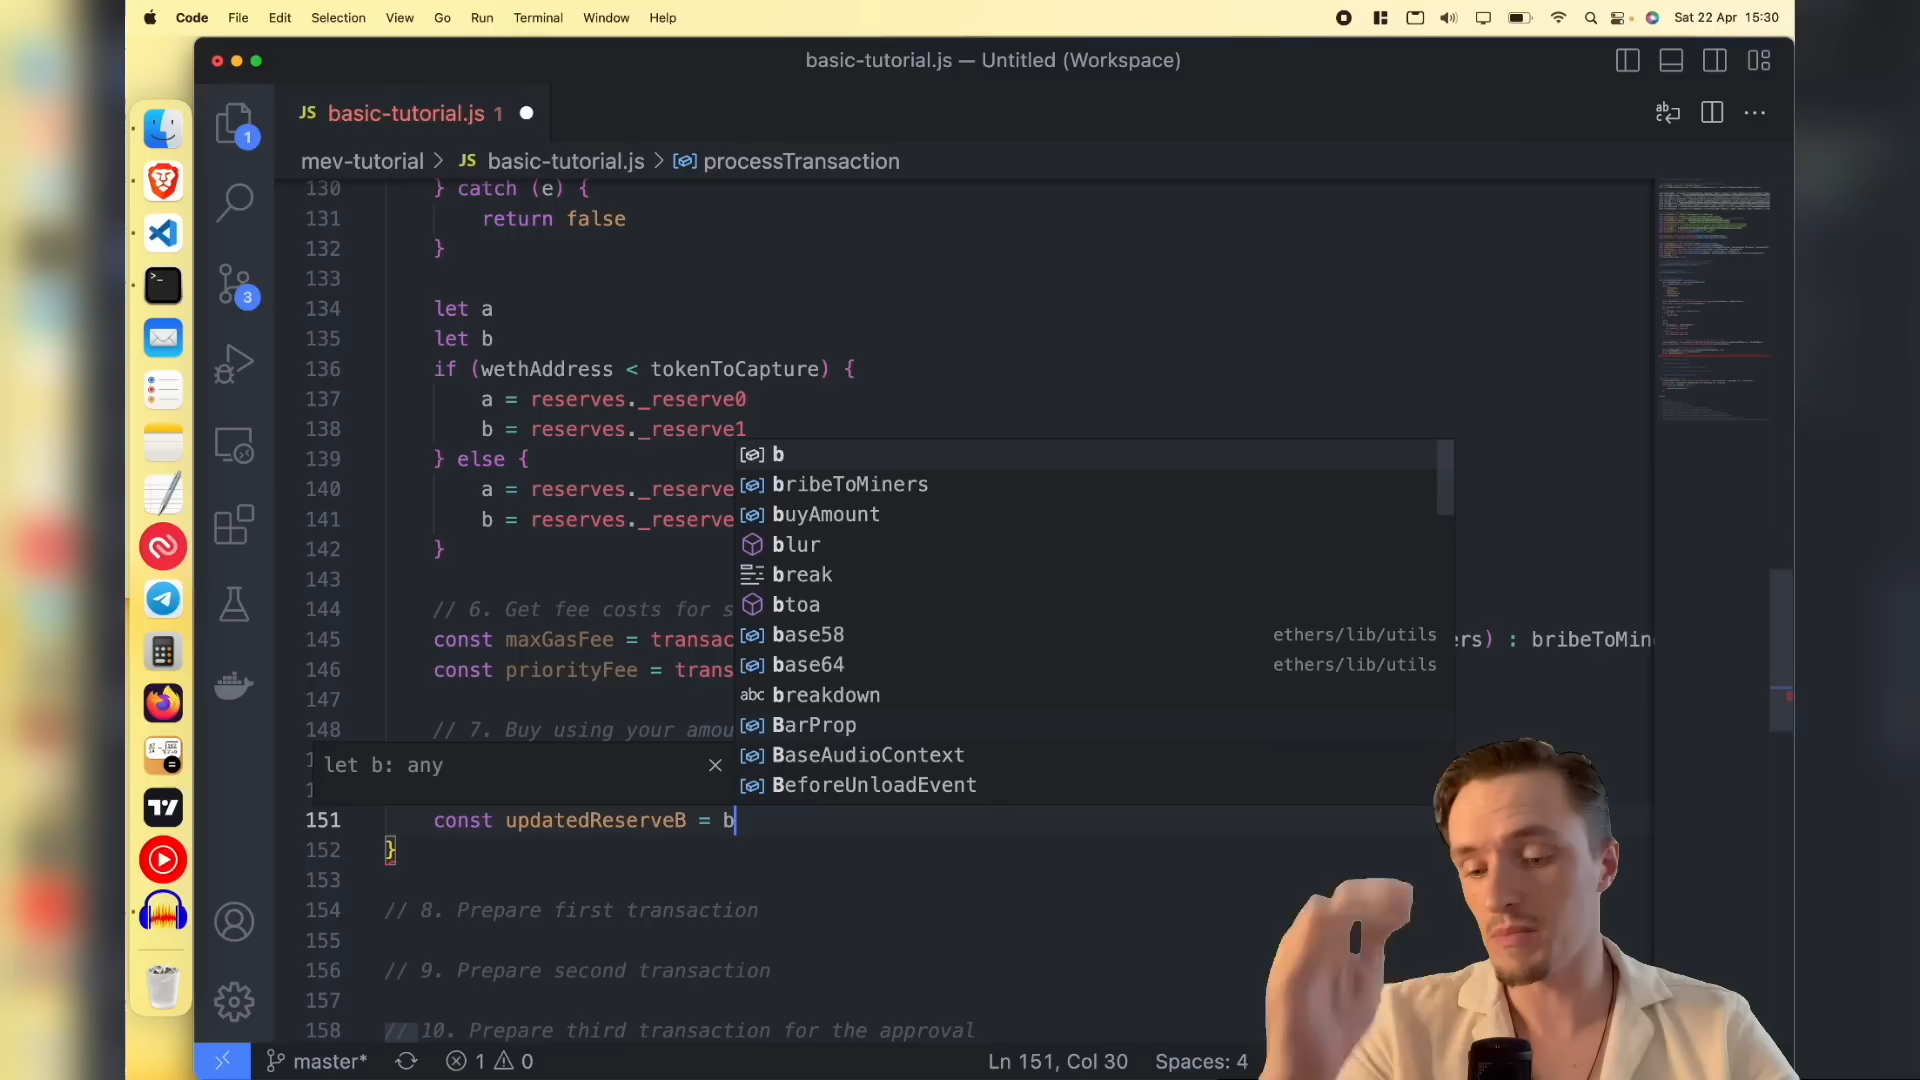 Code File Edit Selection View Go Run Terminal Window Help Sat 22 Apr 15:30
basic-tutorial.js — Untitled (Workspace)
JS basic-tutorial.js 1
mev-tutorial > JS basic-tutorial.js > processTransaction
130 } catch (e) {
131 return false
132 }
133
134 let a
135 let b
136 if (wethAddress < tokenToCapture) {
137 a = reserves._reserve0
138 b = reserves._reserve1
139 } else {
140 a = reserves._reserve
141 b = reserves._reserve
142 }
143
144 // 6. Get fee costs for s
145 const maxGasFee = transac ers) : bribeToMin
146 const priorityFee = trans
147
148 // 7. Buy using your amou
151 const updatedReserveB = b
152 }
153
154 // 8. Prepare first transaction
155
156 // 9. Prepare second transaction
157
158 // 10. Prepare third transaction for the approval
b
bribeToMiners
buyAmount
blur
break
btoa
base58 ethers/lib/utils
base64 ethers/lib/utils
abc breakdown
BarProp
BaseAudioContext
BeforeUnloadEvent
let b: any
1
3
master* 1 0 Ln 151, Col 30 Spaces: 4